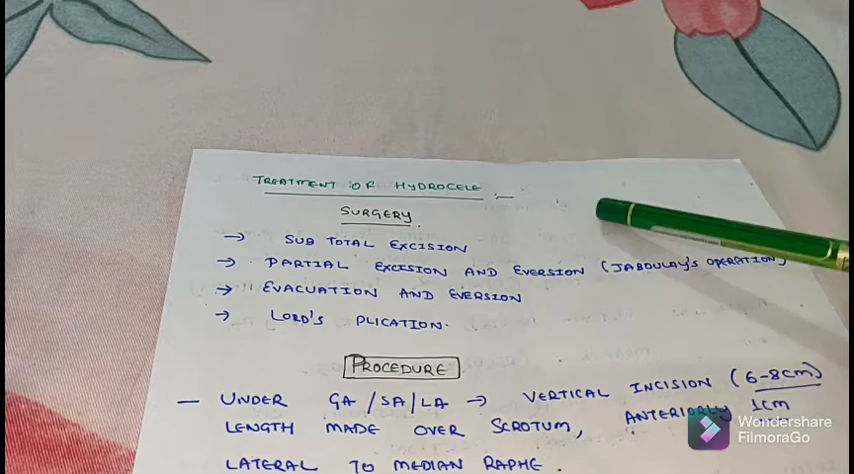 TREATMENT OF HYDROCELE :-
SURGERY.
→ SUB TOTAL EXCISION
→ PARTIAL EXCISION AND EVERSION (JABOULAY'S OPERATION)
→ EVACUATION AND EVERSION
→ LORD'S PLICATION.
PROCEDURE
— UNDER GA/SA/LA → VERTICAL INCISION (6-8cm)
LENGTH MADE OVER SCROTUM, ANTERIORLY 1cm
LATERAL TO MEDIAN RAPHE.
Wondershare
FilmoraGo